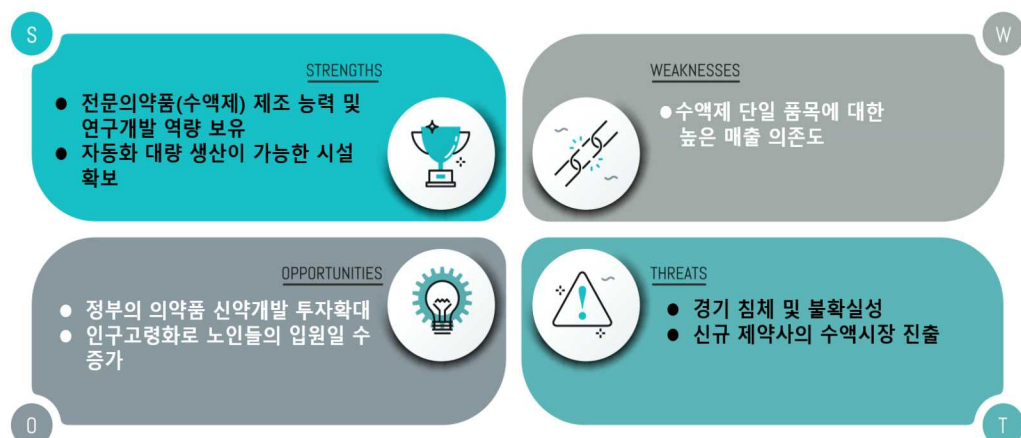 S
STRENGTHS
● 전문의약품(수액제) 제조 능력 및
연구개발 역량 보유
● 자동화 대량 생산이 가능한 시설
확보
W
WEAKNESSES
●수액제 단일 품목에 대한
높은 매출 의존도
OPPORTUNITIES
● 정부의 의약품 신약개발 투자확대
● 인구고령화로 노인들의 입원일 수
증가
O
THREATS
● 경기 침체 및 불확실성
● 신규 제약사의 수액시장 진출
T